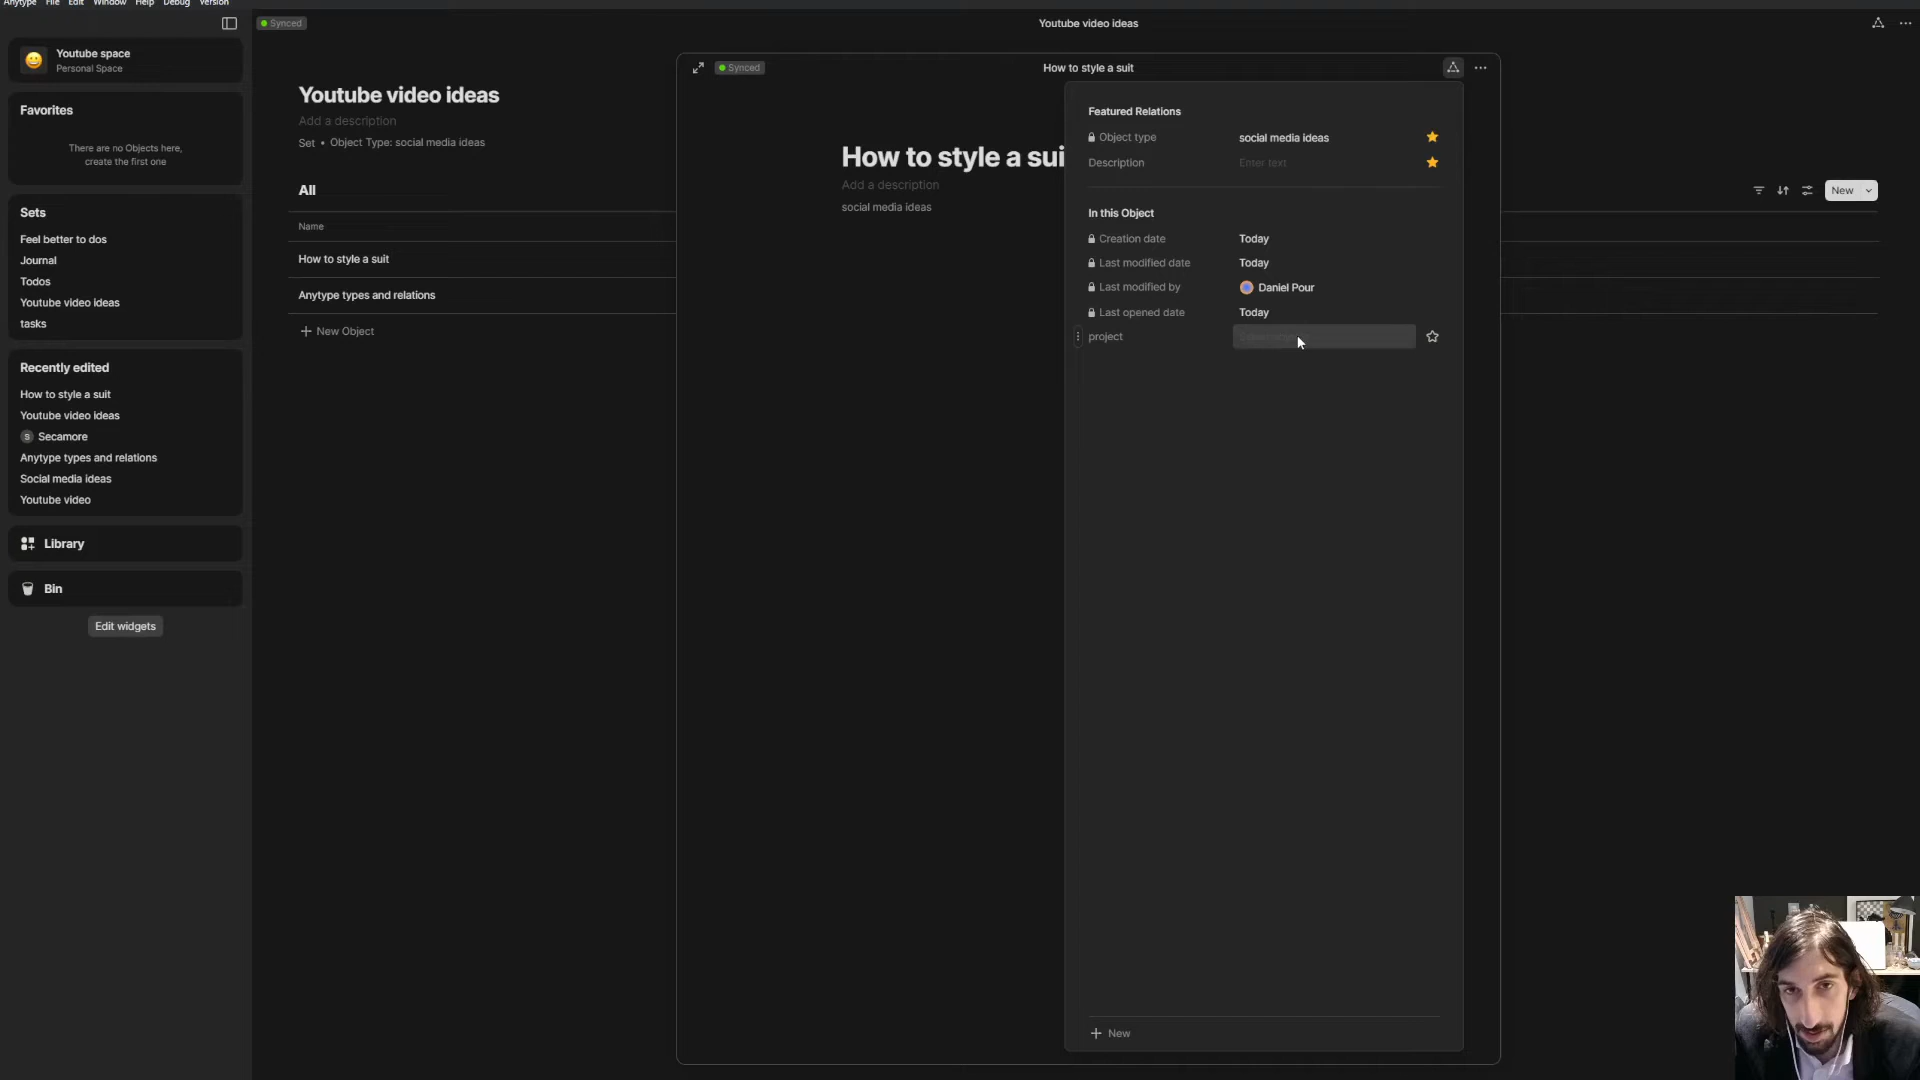 Anytype File Edit Window Help Debug Version
Synced
Youtube video ideas
Youtube space
Personal Space
Favorites
There are no Objects here,
create the first one
Sets
Feel better to dos
Journal
Todos
Youtube video ideas
tasks
Recently edited
How to style a suit
Youtube video ideas
S Secamore
Anytype types and relations
Social media ideas
Youtube video
Library
Bin
Edit widgets
Youtube video ideas
Add a description
Set • Object Type: social media ideas
All
New
Name
How to style a suit
Anytype types and relations
New Object
Synced
How to style a suit
How to style a sui
Add a description
social media ideas
Featured Relations
Object type social media ideas
Description Enter text
In this Object
Creation date Today
Last modified date Today
Last modified by Daniel Pour
Last opened date Today
project
New